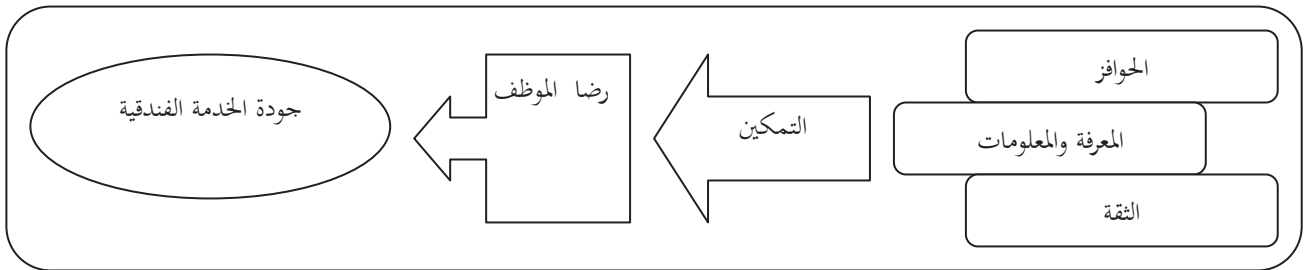 الحوافز
المعرفة والمعلومات
الثقة
التمكين
رضا الموظف
جودة الخدمة الفندقية